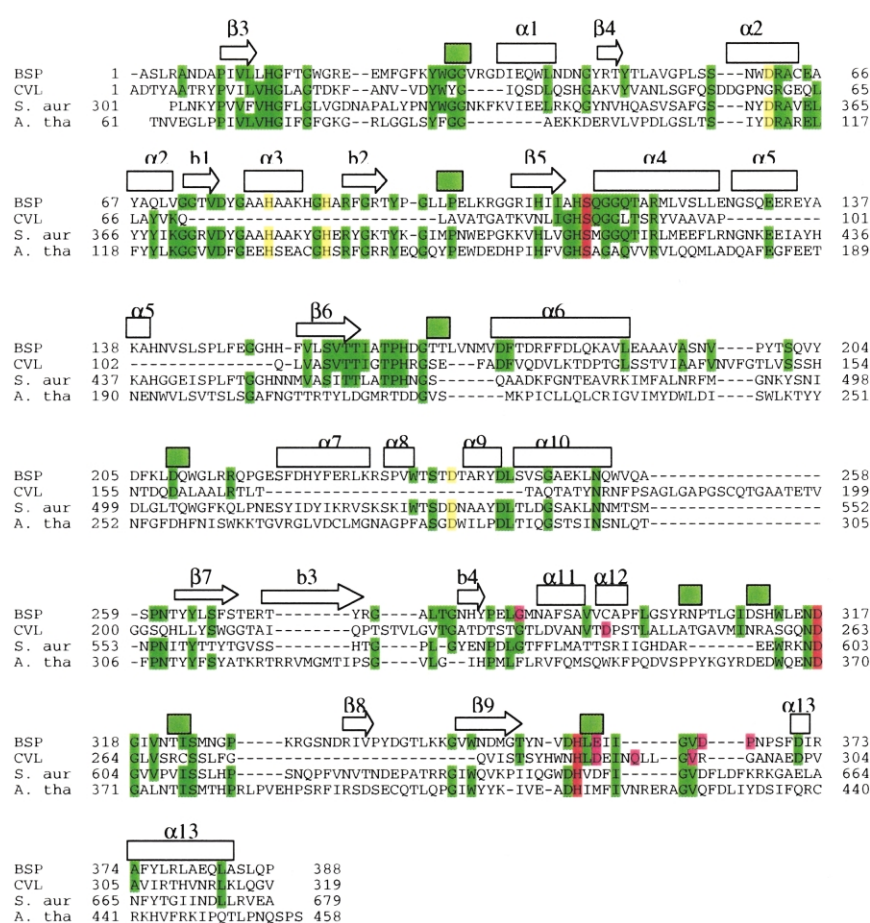 β3 α1 β4 α2
BSP 1 -ASLRANDAPIVLLHGFTGWGRE--EMFGFKYWGGVRGDIEQWLNDNGYRTYTLAVGPLSS---NWDRACEA 66
CVL 1 ADTYAATRYPVILVHGLAGTDKF--ANV-VDYWYG---IQSDLQSHGAKVYVANLSGFQSDDGPNGRGEQL 65
S. aur 301 PLNKYPVVFVHGFLGLVGDNAPALYPNYWGGNKFKVIEELRKQGYNVHQASVSAFGS---NYDRAVEL 365
A. tha 61 TNVEGLPPIVLVHGIFGFGKG--RLGGLSYFGG-------AEKKDERVLVPDLGSLTS---IYDRAREL 117
α2 b1 α3 b2 β5 α4 α5
BSP 67 YAQLVGGTVDYGAAHAAKHGHARFGRTYP-GLLPELKRGGRIHIIAHSQGGQTARMLVSLLENGSQEEREYA 137
CVL 66 LAYVKQ--------------------------LAVATGATKVNLIGHSQGGLTSRYVAAVAP---------- 101
S. aur 366 YYYIKGGRVDYGAAHAAKYGHERYGKTYK-GIMPNWEPGKKVHLVGHSMGGQTIRLMEEFLRNGNKEEIAYH 436
A. tha 118 FYYLKGGVVDFGEEHSEACGHSRFGRRYEQGQYPEWDEDHPIHFVGHSAGAQVVRVLQQMLADQAFEGFEET 189
α5 β6 α6
BSP 138 KAHNVSLSPLFEGGHH-FVLSVTTIATPHDGTTLVNMVDFTDRFFDLQKAVLEAAAVASNV---PYTSQVY 204
CVL 102 ---------------Q-LVASVTTIGTPHRGSE---FADFVQDVLKTDPTGLSSTVIAAFVNVFGTLVSSSH 154
S. aur 437 KAHGGEISPLFTGGHNNMVASITTLATPHNGS------QAADKFGNTEAVRKIMFALNRFM---GNKYSNI 498
A. tha 190 NENWVLSVTSLSGAFNGTTRTYLDGMRTDDGVS-----MKPICLLQLCRIGVIMYDWLDI----SWLKTYY 251
α7 α8 α9 α10
BSP 205 DFKLDQWGLRRQPGESFDHYFERLKRSPVWTSTDTARYDLSVSGAEKLNQWVQA------------------ 258
CVL 155 NTDQDALAALRTLT---------------------------TAQTATYNRNFPSAGLGAPGSCQTGAATETV 199
S. aur 499 DLGLTQWGFKQLPNESYIDYIKRVSKSKIWTSDDNAAYDLTLDGSAKLNNMTSM------------------ 552
A. tha 252 NFGFDHFNISWKKTGVRGLVDCLMGNAGPFASGDWILPDLTIQGSTSINSNLQT------------------ 305
β7 b3 b4 α11 α12
BSP 259 -SPNTYYLSFSTERT------YRG---ALTGNHYPELGMNAFSAVVCAPFLGSYRNPTLGIDSHWLEND 317
CVL 200 GGSQHLLYSWGGTAI------QPTSTVLGVTGATDTSTGTLDVANVTDPSTLALLATGAVMINRASGQND 263
S. aur 553 -NPNITYTTYTGVSS------HTG---PL-GYENPDLGTFFLMATTSRIIGHDAR------EEWRKND 603
A. tha 306 -FPNTYYFSYATKRTRRVMGMTIPSG---VLG--IHPMLFLRVFQMSQWKFPQDVSPPYKGYRDEDWQEND 370
β8 β9 α13
BSP 318 GIVNTISMNGP----KRGSNDRIVPYDGTLKKGVWNDMGTYN-VDHLEII---GVD---PNPSFDIR 373
CVL 264 GLVSRCSSLFG----------------------QVISTSYHWNHLDEINQLL--GVR---GANAEDPV 304
S. aur 604 GVVPVISSLHP----SNQPFVNVTNDEPATRRGIWQVKPIIQGWDHVDFI---GVDFLDFKRKGAELA 664
A. tha 371 GALNTISMTHPRLPVEHPSRFIRSDSECQTLQPGIWYYK-IVE-ADHIMFIVNRERAGVQFDLIYDSIFQRC 440
α13
BSP 374 AFYLRLAEQLASLQP 388
CVL 305 AVIRTHVNRLKLQGV 319
S. aur 665 NFYTGIINDLLRVEA 679
A. tha 441 RKHVFRKIPQTLPNQSPS 458